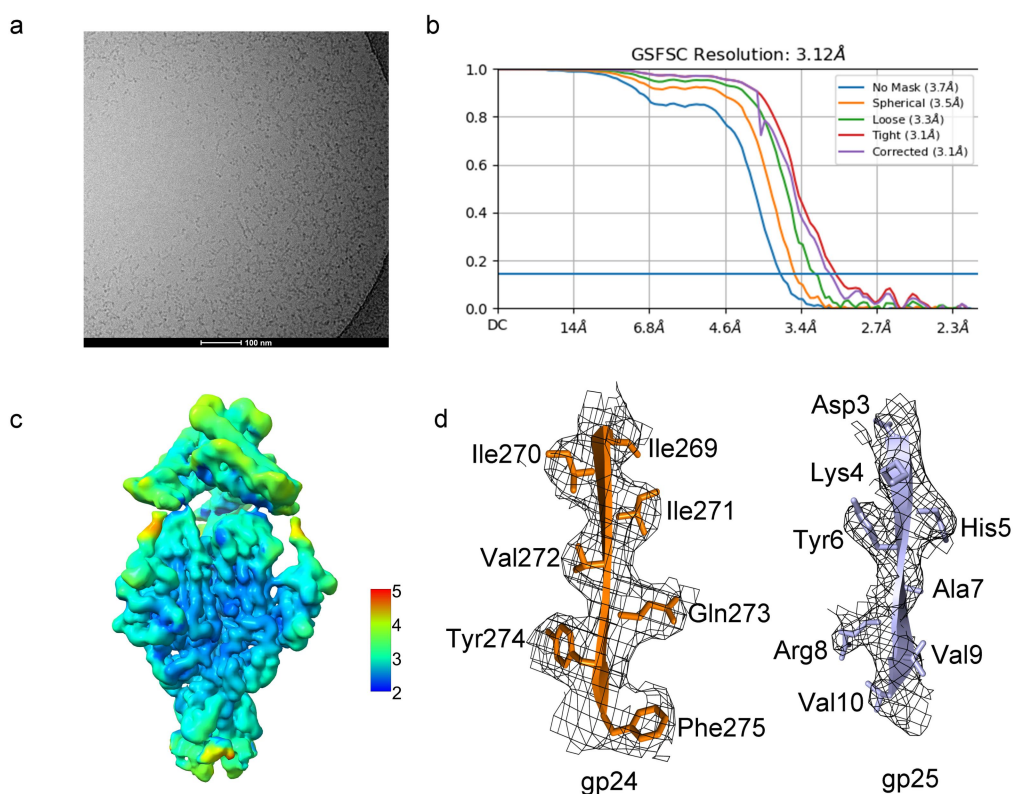 a
100 nm
b
GSFSC Resolution: 3.12Å
1.0
0.8
0.6
0.4
0.2
0.0
DC
14Å
6.8Å
4.6Å
3.4Å
2.7Å
2.3Å
No Mask (3.7Å)
Spherical (3.5Å)
Loose (3.3Å)
Tight (3.1Å)
Corrected (3.1Å)
c
5
4
3
2
d
Ile270
Ile269
Ile271
Val272
Gln273
Tyr274
Phe275
gp24
Asp3
Lys4
Tyr6
His5
Ala7
Arg8
Val9
Val10
gp25